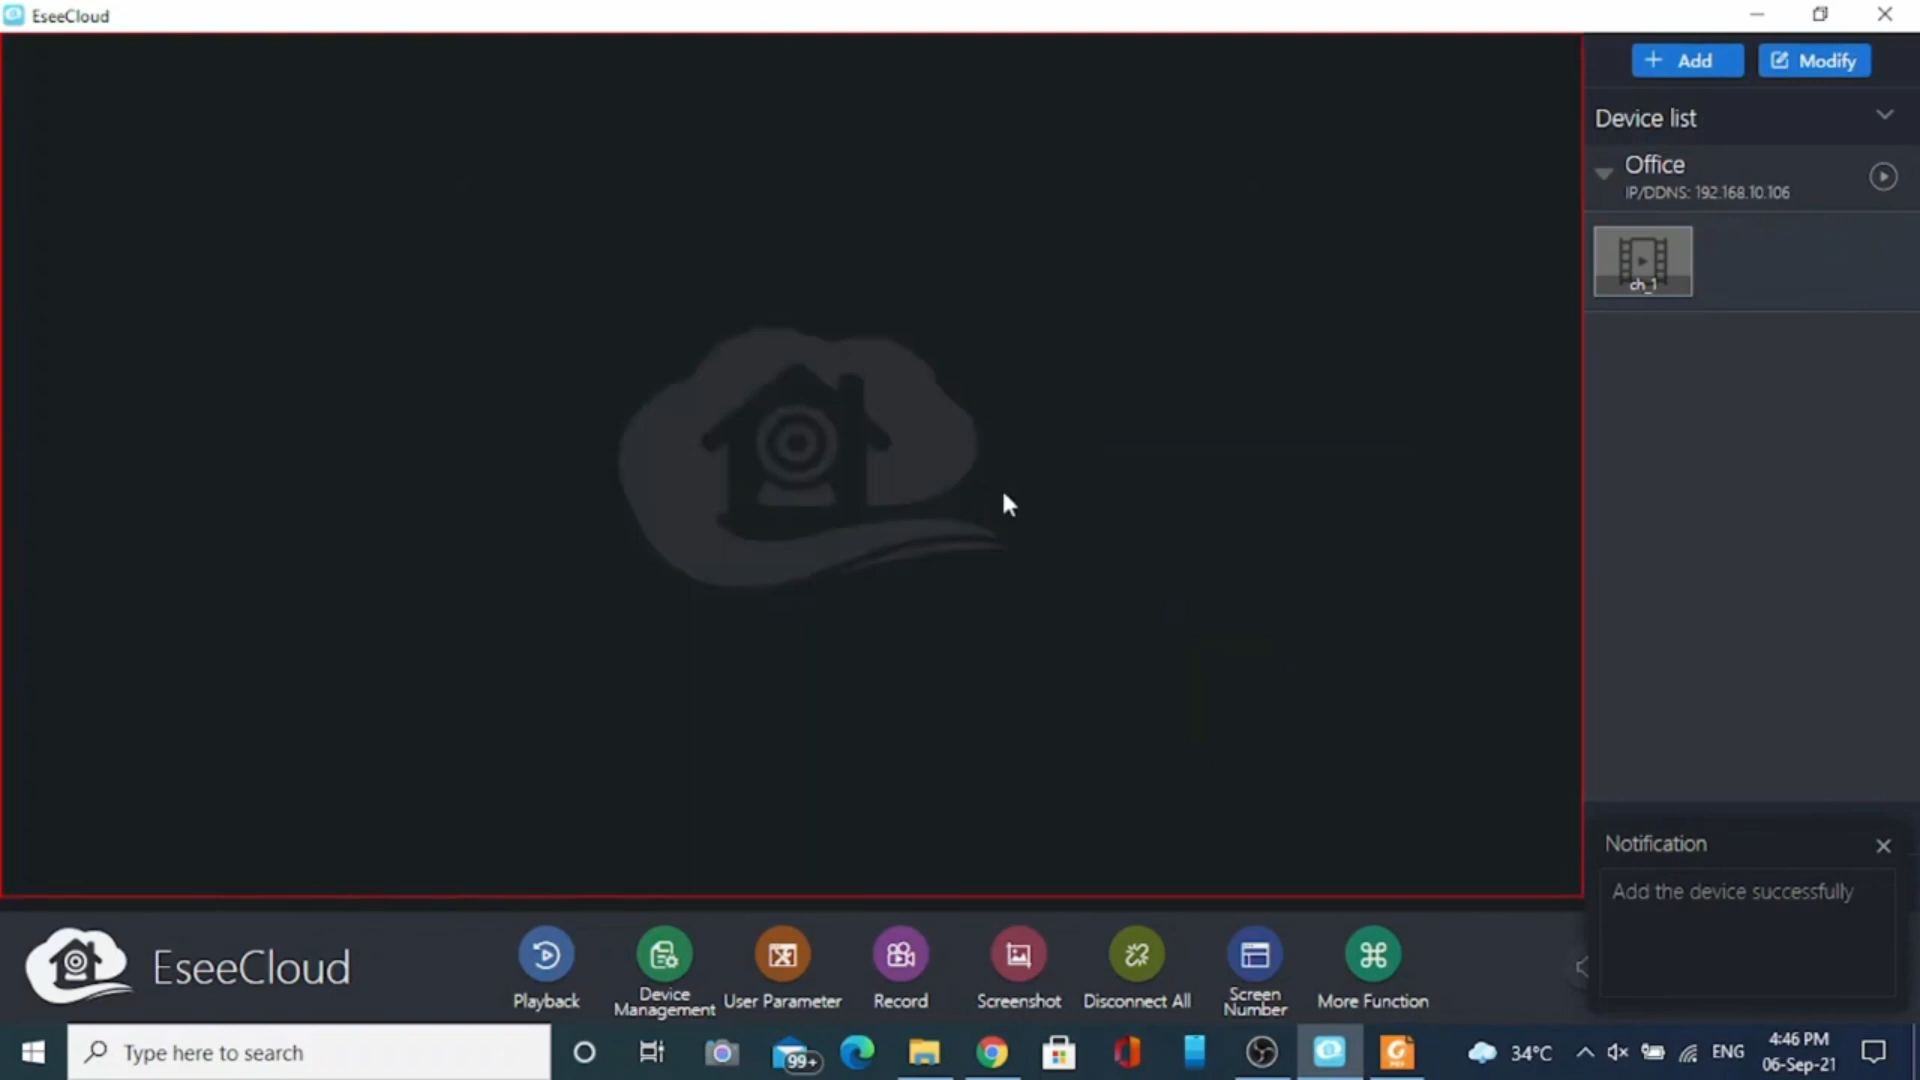 EseeCloud
Add
Modify
Device list
Office
IP/DDNS: 192.168.10.106
ch_1
Notification
Add the device successfully
EseeCloud
Playback
Device
Management
User Parameter
Record
Screenshot
Disconnect All
Screen
Number
More Function
Type here to search
99+
34°C
ENG
4:46 PM
06-Sep-21